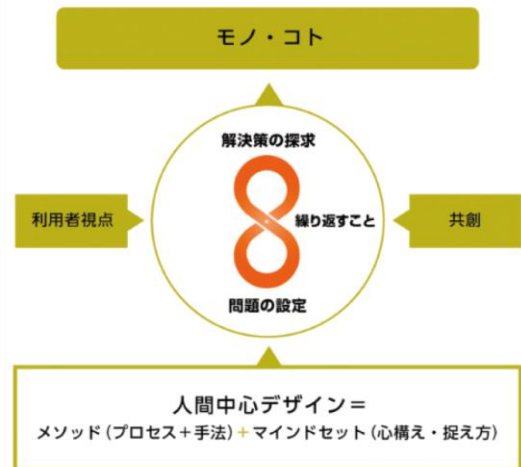 モノ・コト
解決策の探求
利用者視点
繰り返すこと
共創
問題の設定
人間中心デザイン＝
メソッド（プロセス＋手法）＋マインドセット（心構え・捉え方）